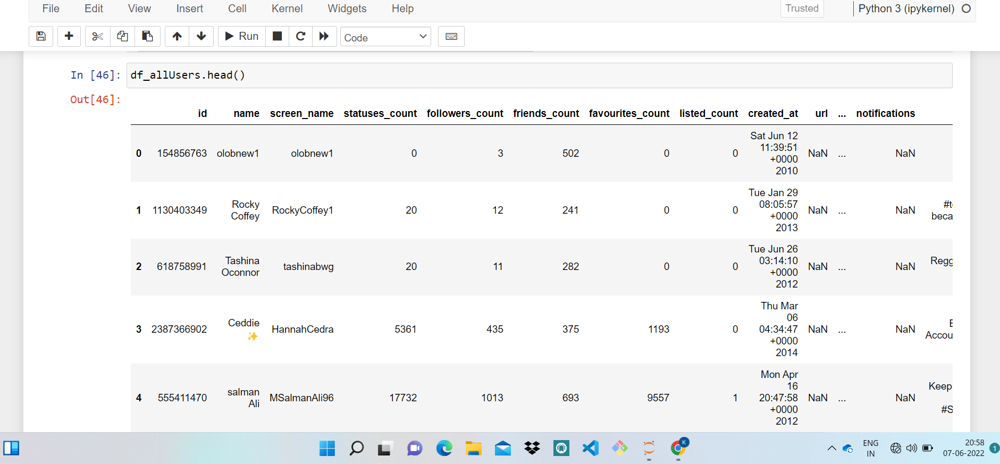 File Edit View Insert Cell Kernel Widgets Help Trusted Python 3 (ipykernel)
Run Code
In [46]: df_allUsers.head()
Out[46]:
id name screen_name statuses_count followers_count friends_count favourites_count listed_count created_at url ... notifications
0 154856763 olobnew1 olobnew1 0 3 502 0 0 Sat Jun 12 11:39:51 +0000 2010 NaN ... NaN
1 1130403349 Rocky Coffey RockyCoffey1 20 12 241 0 0 Tue Jan 29 08:05:57 +0000 2013 NaN ... NaN #t beca
2 618758991 Tashina Oconnor tashinabwg 20 11 282 0 0 Tue Jun 26 03:14:10 +0000 2012 NaN ... NaN Regg
3 2387366902 Ceddie ✨ HannahCedra 5361 435 375 1193 0 Thu Mar 06 04:34:47 +0000 2014 NaN ... NaN Accou
4 555411470 salman Ali MSalmanAli96 17732 1013 693 9557 1 Mon Apr 16 20:47:58 +0000 2012 NaN ... NaN Keep #S
K
ENG
IN
20:58
07-06-2022
1